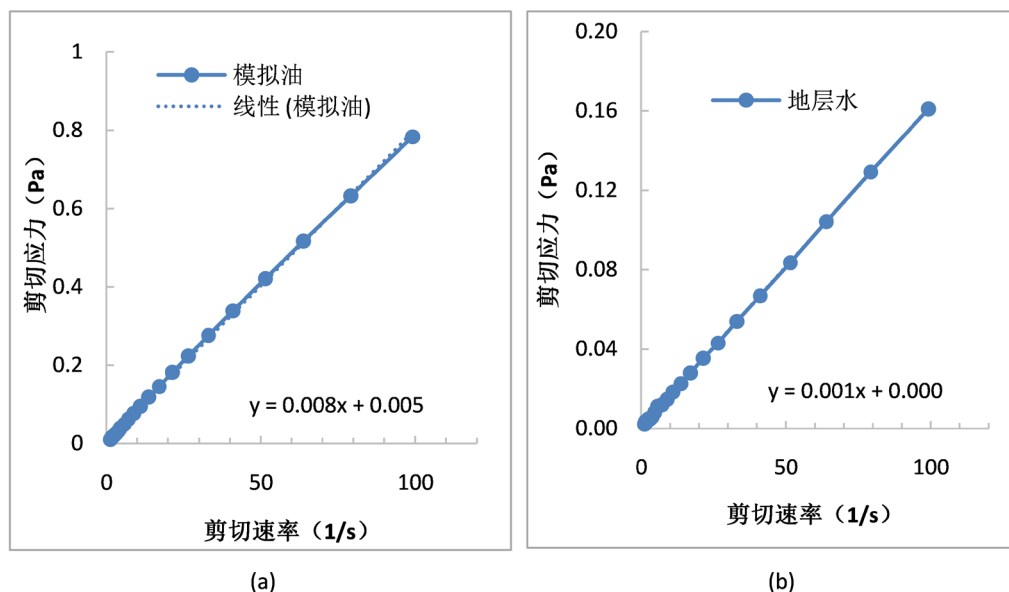 1
0.8
0.6
0.4
0.2
0
0
50
100
剪切应力（Pa）
剪切速率（1/s）
模拟油
线性 (模拟油)
y = 0.008x + 0.005
(a)
0.20
0.16
0.12
0.08
0.04
0.00
0
50
100
剪切应力（Pa）
剪切速率（1/s）
地层水
y = 0.001x + 0.000
(b)